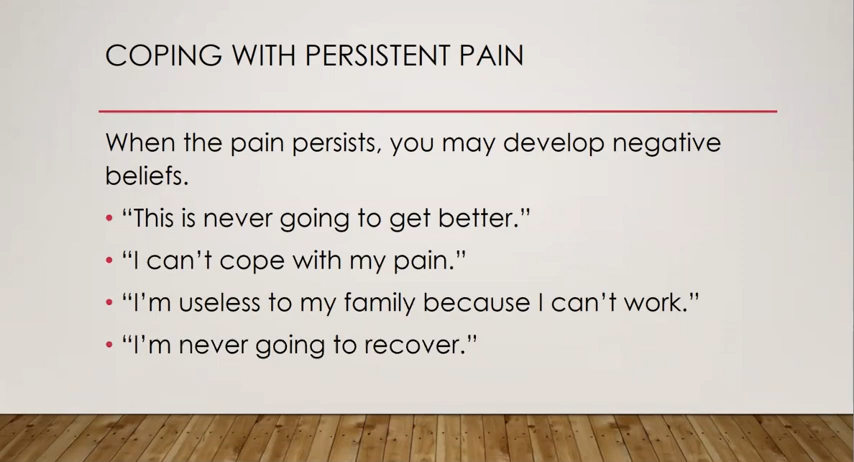 COPING WITH PERSISTENT PAIN
When the pain persists, you may develop negative
beliefs.
• “This is never going to get better.”
• “I can’t cope with my pain.”
• “I’m useless to my family because I can’t work.”
• “I’m never going to recover.”